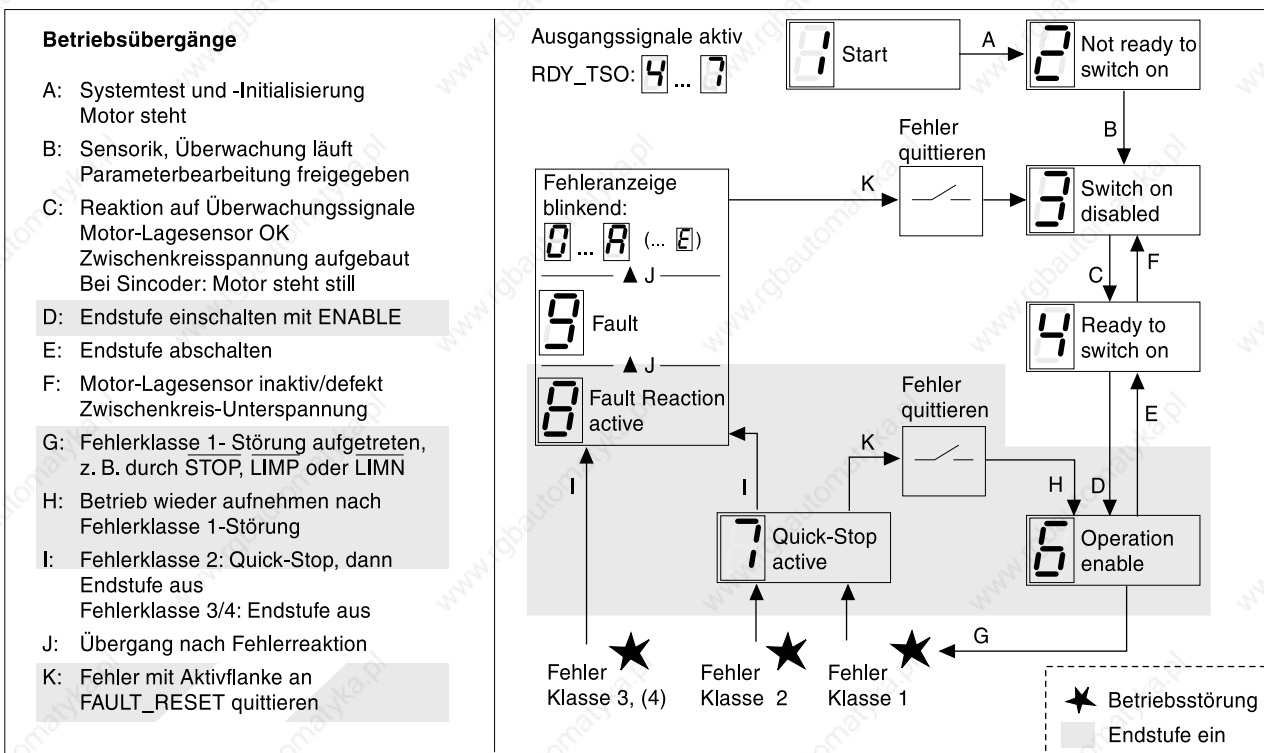 Betriebsübergänge
A: Systemtest und -Initialisierung
Motor steht
B: Sensorik, Überwachung läuft
Parameterbearbeitung freigegeben
C: Reaktion auf Überwachungssignale
Motor-Lagesensor OK
Zwischenkreisspannung aufgebaut
Bei Sincoder: Motor steht still
D: Endstufe einschalten mit ENABLE
E: Endstufe abschalten
F: Motor-Lagesensor inaktiv/defekt
Zwischenkreis-Unterspannung
G: Fehlerklasse 1- Störung aufgetreten,
z. B. durch STOP, LIMP oder LIMN
H: Betrieb wieder aufnehmen nach
Fehlerklasse 1-Störung
I: Fehlerklasse 2: Quick-Stop, dann
Endstufe aus
Fehlerklasse 3/4: Endstufe aus
J: Übergang nach Fehlerreaktion
K: Fehler mit Aktivflanke an
FAULT_RESET quittieren
Ausgangssignale aktiv
RDY_TSO: 4 ... 7
1 Start
A
2 Not ready to
switch on
B
Fehler
quittieren
K
3 Switch on
disabled
Fehleranzeige
blinkend:
0 ... A (... E)
J
9 Fault
J
8 Fault Reaction
active
C
F
4 Ready to
switch on
E
D
Fehler
quittieren
K
H
I
I
7 Quick-Stop
active
6 Operation
enable
G
Fehler
Klasse 3, (4)
Fehler
Klasse 2
Fehler
Klasse 1
Betriebsstörung
Endstufe ein
www.rgbautomatyka.pl